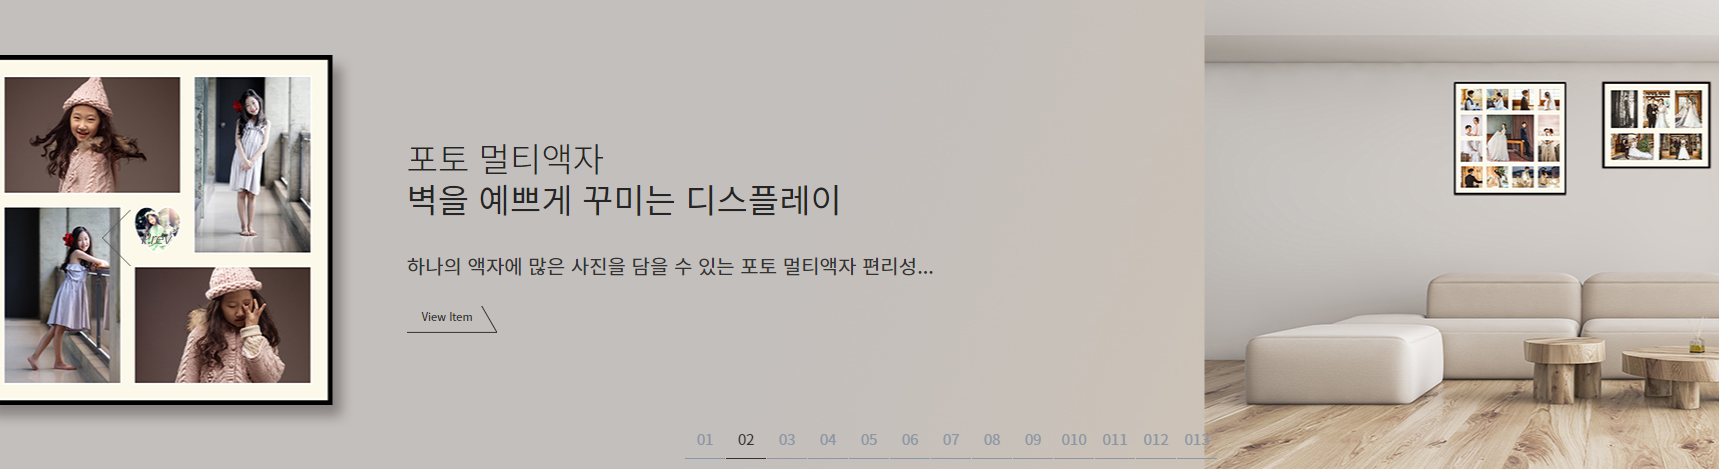 포토 멀티액자
벽을 예쁘게 꾸미는 디스플레이
하나의 액자에 많은 사진을 담을 수 있는 포토 멀티액자 편리성...
View Item
01 02 03 04 05 06 07 08 09 010 011 012 013